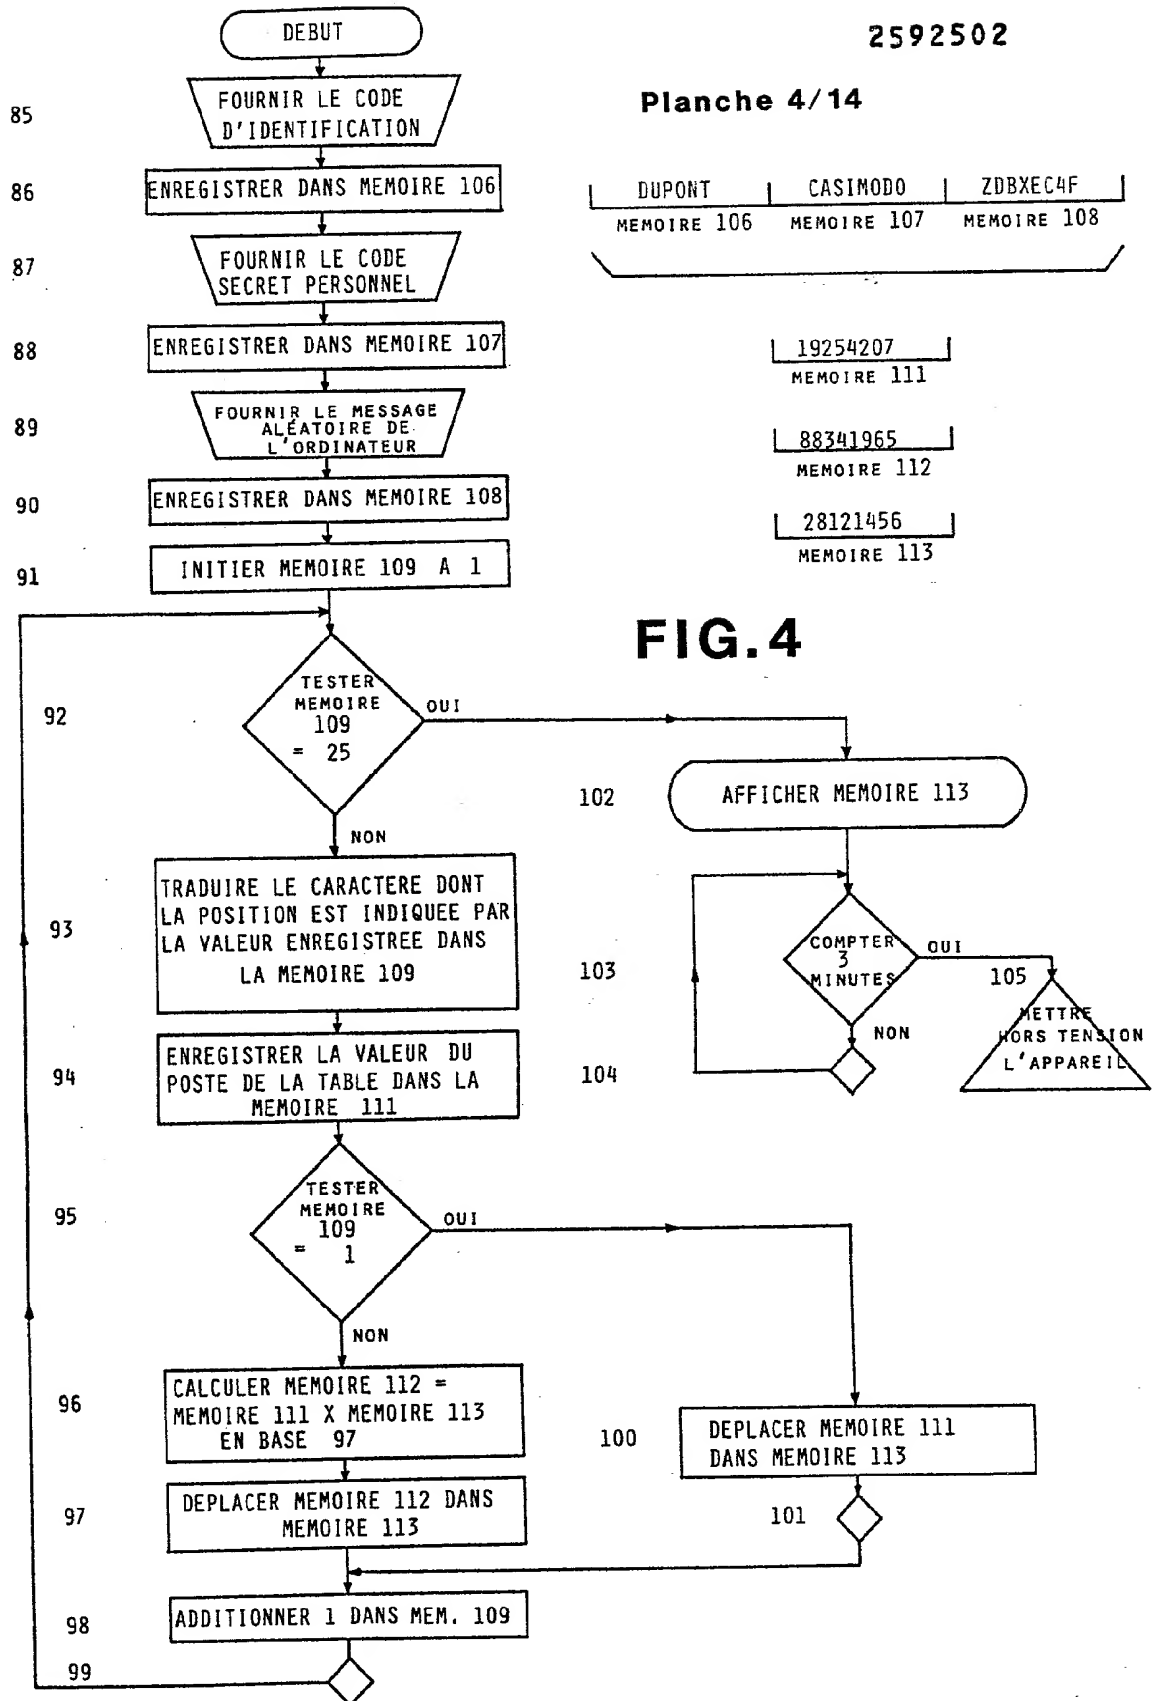 DEBUT
2592502
Planche 4/14
85
FOURNIR LE CODE
D'IDENTIFICATION
86
ENREGISTRER DANS MEMOIRE 106
DUPONT CASIMODO ZDBXEC4F
MEMOIRE 106 MEMOIRE 107 MEMOIRE 108
87
FOURNIR LE CODE
SECRET PERSONNEL
88
ENREGISTRER DANS MEMOIRE 107
19254207
MEMOIRE 111
89
FOURNIR LE MESSAGE
ALEATOIRE DE
L'ORDINATEUR
88341965
MEMOIRE 112
90
ENREGISTRER DANS MEMOIRE 108
28121456
MEMOIRE 113
91
INITIER MEMOIRE 109 A 1
FIG.4
92
TESTER
MEMOIRE
109
= 25
OUI
NON
102
AFFICHER MEMOIRE 113
93
TRADUIRE LE CARACTERE DONT
LA POSITION EST INDIQUEE PAR
LA VALEUR ENREGISTREE DANS
LA MEMOIRE 109
103
COMPTER
3
MINUTES
OUI
NON
105
METTRE
HORS TENSION
L'APPAREIL
94
ENREGISTRER LA VALEUR DU
POSTE DE LA TABLE DANS LA
MEMOIRE 111
104
95
TESTER
MEMOIRE
109
= 1
OUI
NON
96
CALCULER MEMOIRE 112 =
MEMOIRE 111 X MEMOIRE 113
EN BASE 97
100
DEPLACER MEMOIRE 111
DANS MEMOIRE 113
97
DEPLACER MEMOIRE 112 DANS
MEMOIRE 113
101
98
ADDITIONNER 1 DANS MEM. 109
99